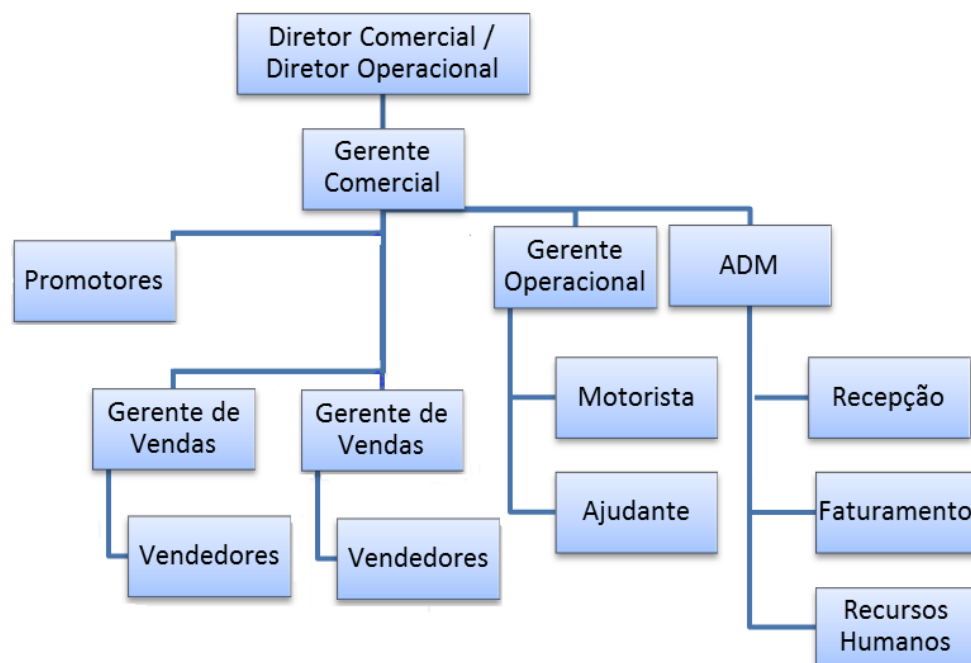 Diretor Comercial /
Diretor Operacional
Gerente
Comercial
Promotores
Gerente
Operacional
ADM
Gerente de
Vendas
Gerente de
Vendas
Motorista
Recepção
Vendedores
Vendedores
Ajudante
Faturamento
Recursos
Humanos